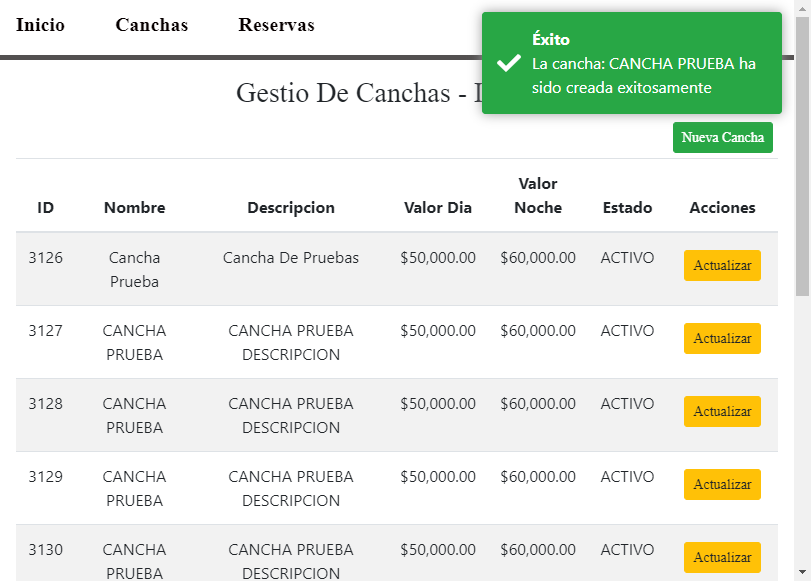 Inicio Canchas Reservas
Éxito
La cancha: CANCHA PRUEBA ha
sido creada exitosamente
Gestio De Canchas -
Nueva Cancha
ID Nombre Descripcion Valor Dia Valor Noche Estado Acciones
3126 Cancha Prueba Cancha De Pruebas $50,000.00 $60,000.00 ACTIVO Actualizar
3127 CANCHA PRUEBA CANCHA PRUEBA DESCRIPCION $50,000.00 $60,000.00 ACTIVO Actualizar
3128 CANCHA PRUEBA CANCHA PRUEBA DESCRIPCION $50,000.00 $60,000.00 ACTIVO Actualizar
3129 CANCHA PRUEBA CANCHA PRUEBA DESCRIPCION $50,000.00 $60,000.00 ACTIVO Actualizar
3130 CANCHA PRUEBA CANCHA PRUEBA DESCRIPCION $50,000.00 $60,000.00 ACTIVO Actualizar